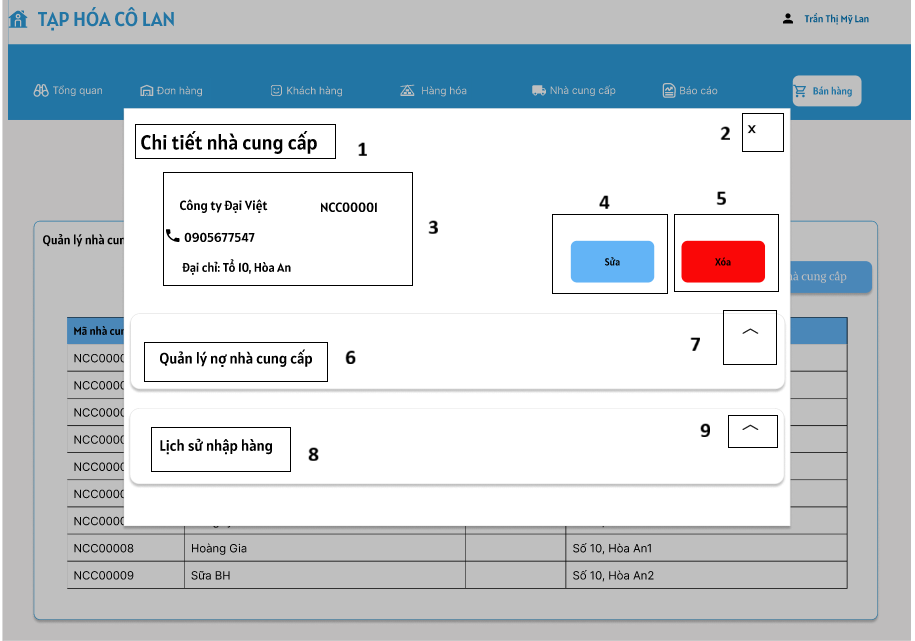 TẠP HÓA CÔ LAN
Trần Thị Mỹ Lan
Tổng quan
Đơn hàng
Khách hàng
Hàng hóa
Nhà cung cấp
Báo cáo
Bán hàng
Chi tiết nhà cung cấp
1
2
X
Công ty Đại Việt
NCC00001
0905677547
Đại chỉ: Tổ 10, Hòa An
3
4
5
Sửa
Xóa
Quản lý nhà cun
cung cấp
Mã nhà cun
NCC0000
NCC0000
NCC0000
NCC0000
NCC0000
NCC0000
NCC0000
Quản lý nợ nhà cung cấp
6
7
Lịch sử nhập hàng
8
9
NCC00008
Hoàng Gia
Số 10, Hòa An1
NCC00009
Sữa BH
Số 10, Hòa An2